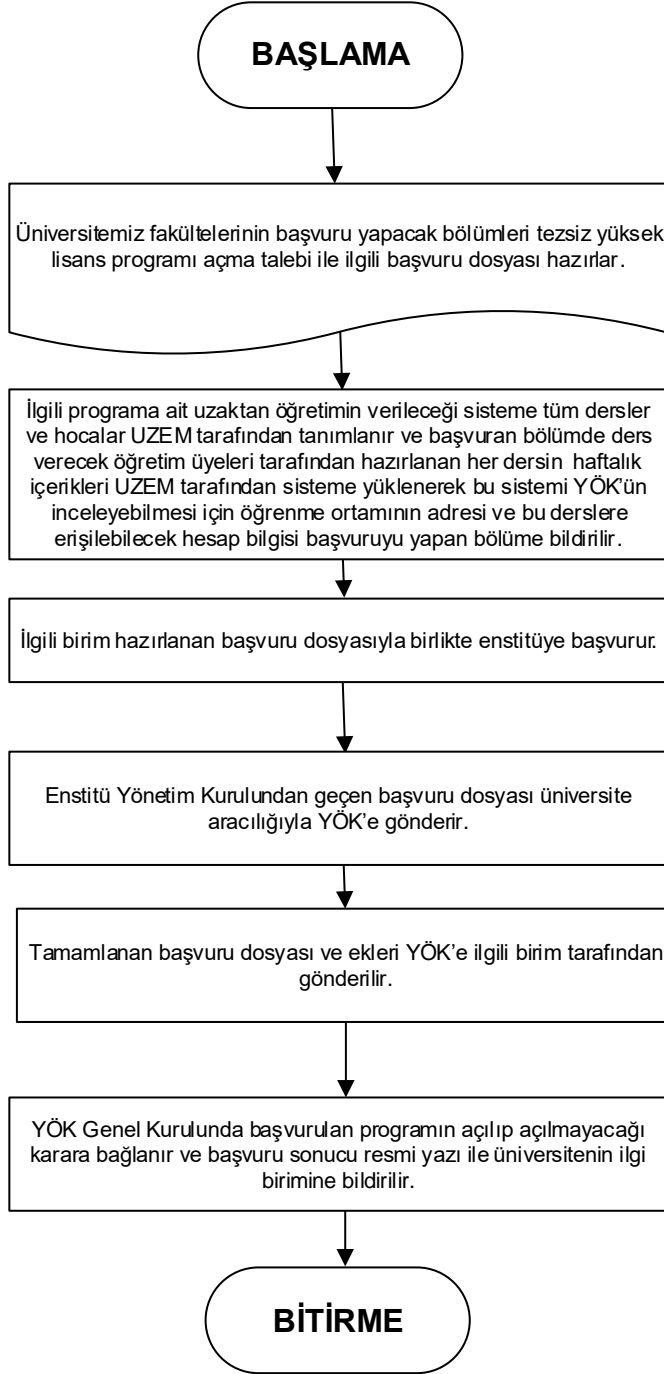 BAŞLAMA
Üniversitemiz fakültelerinin başvuru yapacak bölümleri tezsiz yüksek
lisans programı açma talebi ile ilgili başvuru dosyası hazırlar.
İlgili programa ait uzaktan öğretimin verileceği sisteme tüm dersler
ve hocalar UZEM tarafından tanımlanır ve başvuran bölümde ders
verecek öğretim üyeleri tarafından hazırlanan her dersin haftalık
içerikleri UZEM tarafından sisteme yüklenerek bu sistemi YÖK’ün
inceleyebilmesi için öğrenme ortamının adresi ve bu derslere
erişilebilecek hesap bilgisi başvuruyu yapan bölüme bildirilir.
İlgili birim hazırlanan başvuru dosyasıyla birlikte enstitüye başvurur.
Enstitü Yönetim Kurulundan geçen başvuru dosyası üniversite
aracılığıyla YÖK’e gönderir.
Tamamlanan başvuru dosyası ve ekleri YÖK’e ilgili birim tarafından
gönderilir.
YÖK Genel Kurulunda başvurulan programın açılıp açılmayacağı
karara bağlanır ve başvuru sonucu resmi yazı ile üniversitenin ilgi
birimine bildirilir.
BİTİRME